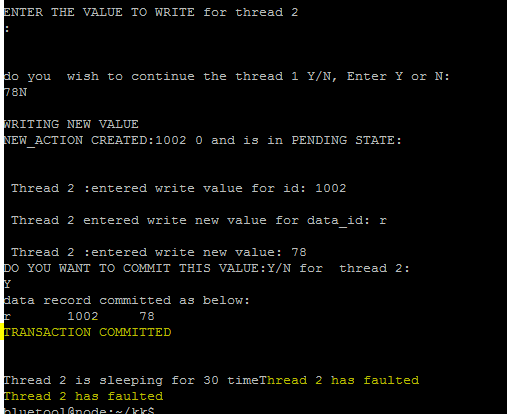 ENTER THE VALUE TO WRITE for thread 2
:
do you  wish to continue the thread 1 Y/N, Enter Y or N:
78N
WRITING NEW VALUE
NEW_ACTION CREATED:1002 0 and is in PENDING STATE:
Thread 2 :entered write value for id: 1002
Thread 2 entered write new value for data_id: r
Thread 2 :entered write new value: 78
DO YOU WANT TO COMMIT THIS VALUE:Y/N for  thread 2:
Y
data record committed as below:
r       1002     78
TRANSACTION COMMITTED
Thread 2 is sleeping for 30 timeThread 2 has faulted
Thread 2 has faulted
bluetool@node:~/kk$